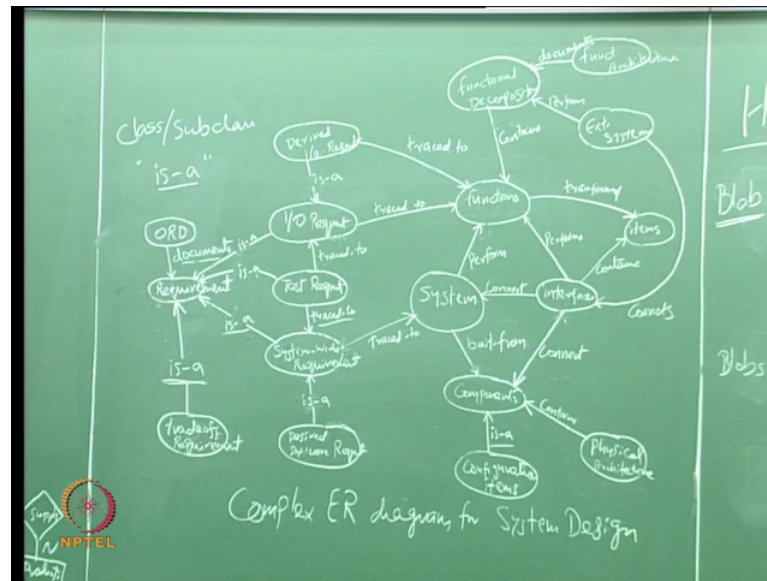 Class/Subclass
"is-a"
ORD
documents
Requirement
is-a
Tradeoff
Requirement
Derived
I/O Reqmt
is-a
I/O Reqmt
is-a
traced-to
is-a
Test Reqmt
traced-to
is-a
System-wide
Requirement
is-a
Derived
Reqmt
traced to
traced to
Traced-to
Functional
Decomposition
documents
Funct
Architecture
Perform
Ext. System
Contains
Functions
transform
items
Perform
Performs
contains
System
Connect
Interface
Connects
built-from
Connect
Components
is-a
Configuration
items
Contains
Physical
Architecture
Complex ER diagram for System Design
H
Blob
Blobs
Suppl
N
NPTEL